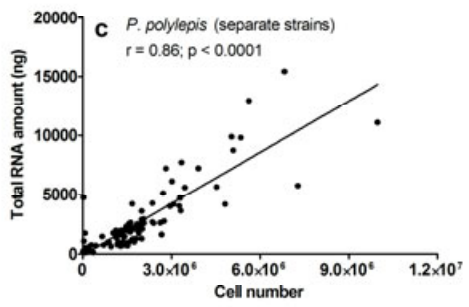 20000
15000
10000
5000
0
Total RNA amount (ng)
c P. polylepis (separate strains)
r = 0.86; p < 0.0001
0.0 3.0×10⁶ 6.0×10⁶ 9.0×10⁶ 1.2×10⁷
Cell number